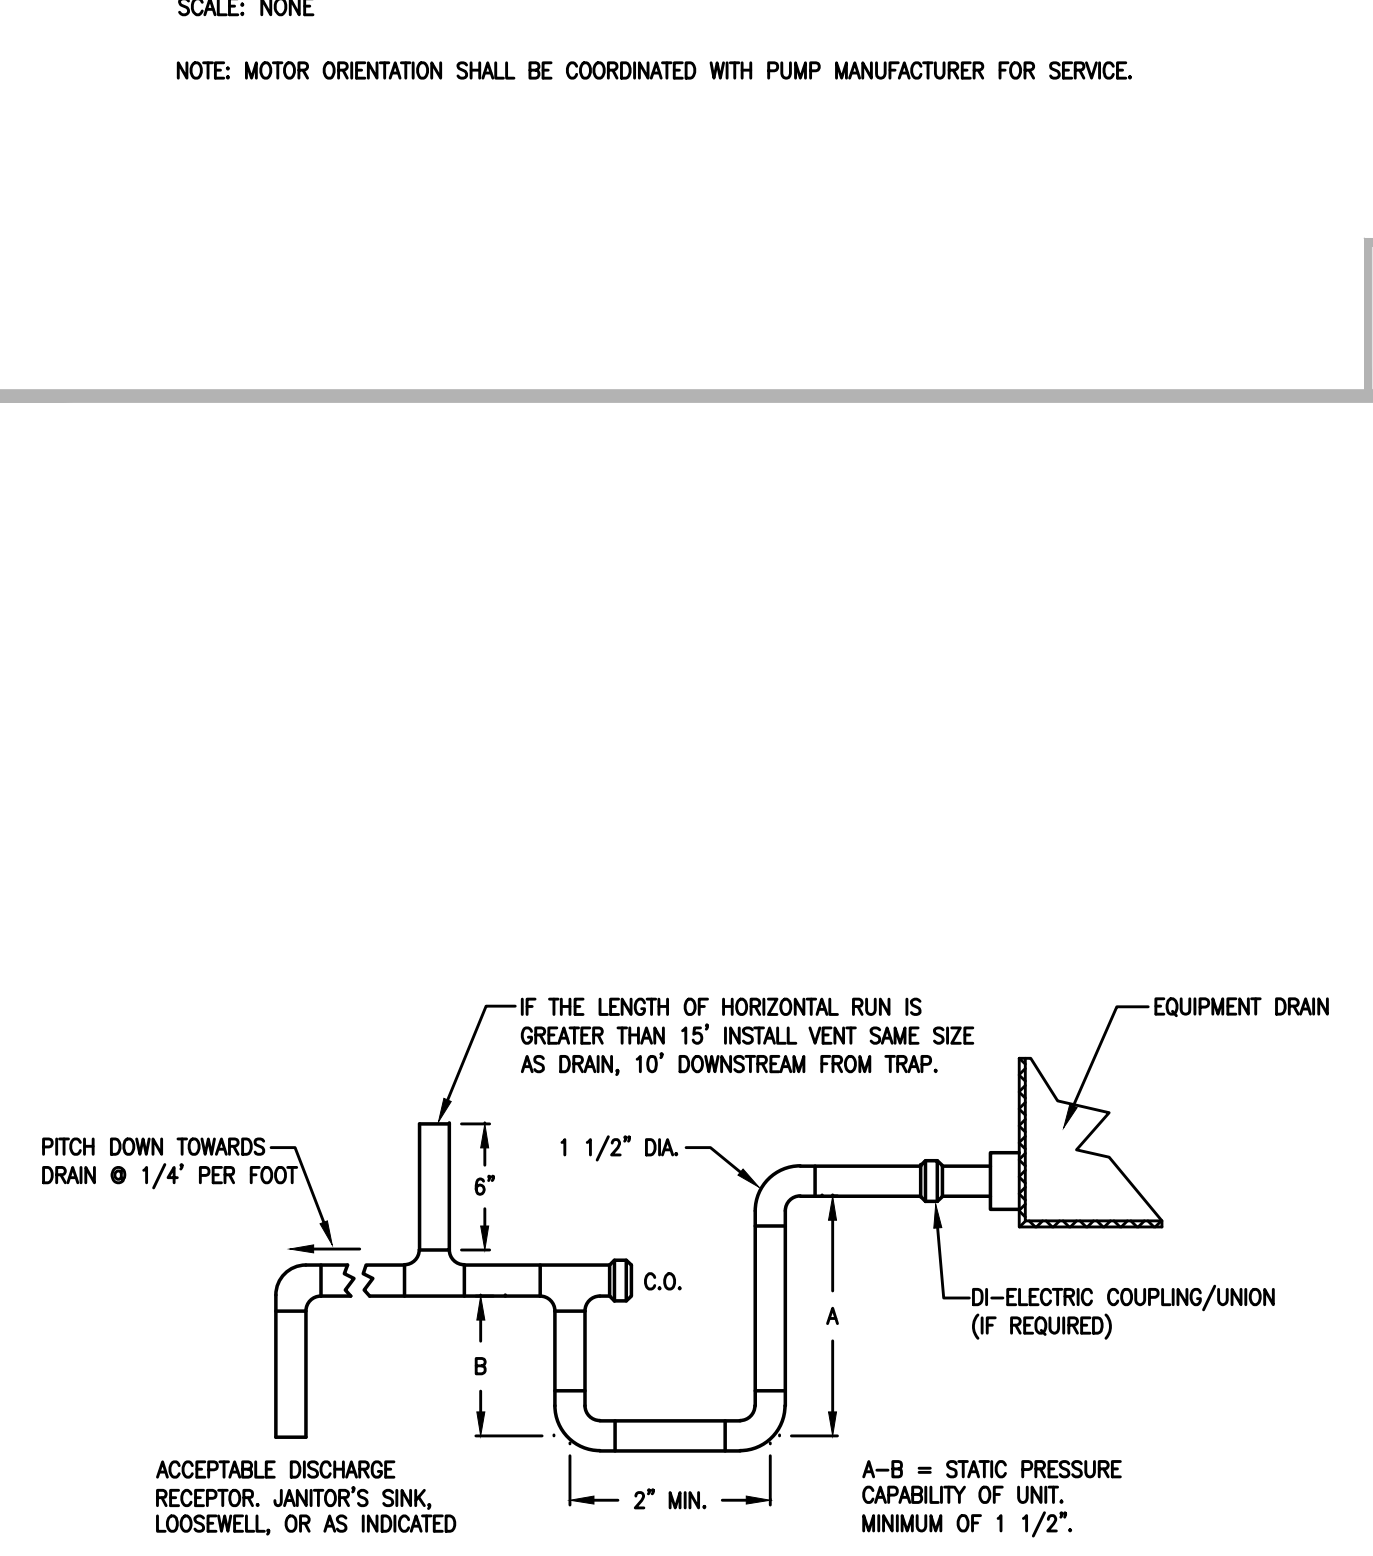 SCALE: NONE
NOTE: MOTOR ORIENTATION SHALL BE COORDINATED WITH PUMP MANUFACTURER FOR SERVICE.
IF THE LENGTH OF HORIZONTAL RUN IS
GREATER THAN 15' INSTALL VENT SAME SIZE
AS DRAIN, 10' DOWNSTREAM FROM TRAP.
EQUIPMENT DRAIN
PITCH DOWN TOWARDS
DRAIN @ 1/4' PER FOOT
1 1/2" DIA.
6"
C.O.
DI-ELECTRIC COUPLING/UNION
(IF REQUIRED)
A
B
ACCEPTABLE DISCHARGE
RECEPTOR. JANITOR'S SINK,
LOOSEWELL, OR AS INDICATED
2" MIN.
A-B = STATIC PRESSURE
CAPABILITY OF UNIT.
MINIMUM OF 1 1/2".